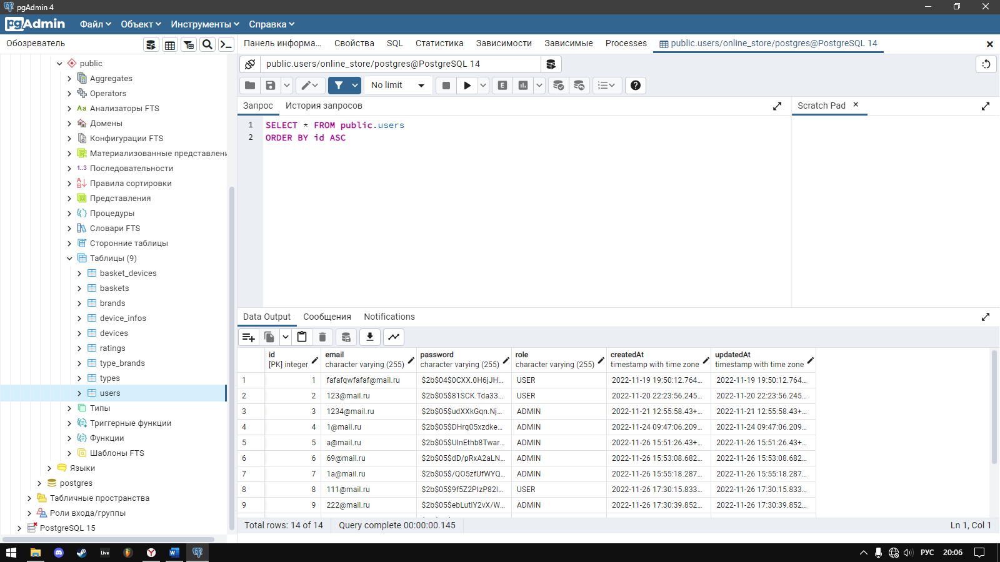 pgAdmin 4
pgAdmin Файл Объект Инструменты Справка
Обозреватель
Панель информа... Свойства SQL Статистика Зависимости Зависимые Processes public.users/online_store/postgres@PostgreSQL 14
public.users/online_store/postgres@PostgreSQL 14
No limit
E
Запрос История запросов
Scratch Pad
1 SELECT * FROM public.users
2 ORDER BY id ASC
public
Aggregates
Operators
Aa Анализаторы FTS
Домены
Конфигурации FTS
Материализованные представлени
1..3 Последовательности
Правила сортировки
Представления
Процедуры
Словари FTS
Сторонние таблицы
Таблицы (9)
basket_devices
baskets
brands
device_infos
devices
ratings
type_brands
types
users
Типы
Триггерные функции
Функции
Шаблоны FTS
Языки
postgres
Табличные пространства
Роли входа/группы
PostgreSQL 15
Data Output Сообщения Notifications
id email password role createdAt updatedAt
[PK] integer character varying (255) character varying (255) character varying (255) timestamp with time zone timestamp with time zone
1 1 fafafqwfafaf@mail.ru $2b$04$0CXX.0H6jJH... USER 2022-11-19 19:50:12.764... 2022-11-19 19:50:12.764...
2 2 123@mail.ru $2b$05$81SCK.Tda33... USER 2022-11-20 22:23:56.245... 2022-11-20 22:23:56.245...
3 3 1234@mail.ru $2b$05$udXXkGqn.Nj... ADMIN 2022-11-21 12:55:58.43+... 2022-11-21 12:55:58.43+...
4 4 1@mail.ru $2b$05$DHrq05xzdke... ADMIN 2022-11-24 09:47:06.209... 2022-11-24 09:47:06.209...
5 5 a@mail.ru $2b$05$UInEthb8Twar... ADMIN 2022-11-26 15:51:26.43+... 2022-11-26 15:51:26.43+...
6 6 69@mail.ru $2b$05$dD/pRxA2aLN... ADMIN 2022-11-26 15:53:08.682... 2022-11-26 15:53:08.682...
7 7 1a@mail.ru $2b$05$/QO5zfUfWYQ... ADMIN 2022-11-26 15:55:18.287... 2022-11-26 15:55:18.287...
8 8 111@mail.ru $2b$05$9f5Z2PIzP82I... USER 2022-11-26 17:30:15.833... 2022-11-26 17:30:15.833...
9 9 222@mail.ru $2b$05$ebLutIY2vX/W... ADMIN 2022-11-26 17:30:39.852... 2022-11-26 17:30:39.852...
Total rows: 14 of 14 Query complete 00:00:00.145 Ln 1, Col 1
Live РУС 20:06